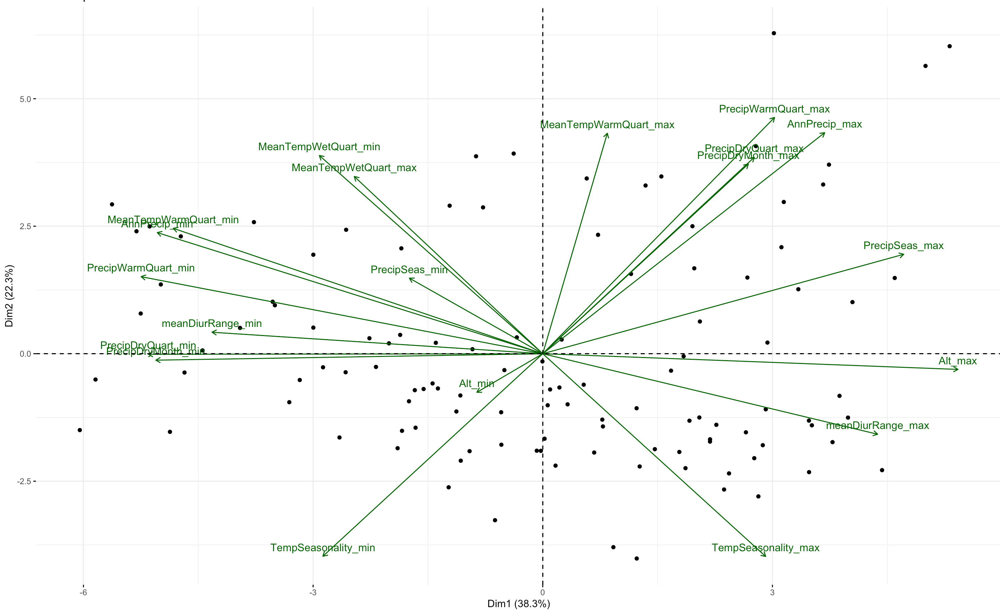 5.0
PrecipWarmQuart_max
AnnPrecip_max
MeanTempWarmQuart_max
MeanTempWetQuart_min
PrecipDryQuart_max
PrecipDryMonth_max
MeanTempWetQuart_max
MeanTempWarmQuart_min
AnnPrecip_min
2.5
PrecipSeas_max
PrecipWarmQuart_min
PrecipSeas_min
Dim2 (22.3%)
meanDiurRange_min
PrecipDryQuart_min
PrecipDryMonth_min
0.0
Alt_max
Alt_min
meanDiurRange_max
-2.5
TempSeasonality_min
TempSeasonality_max
-6
-3
0
3
Dim1 (38.3%)